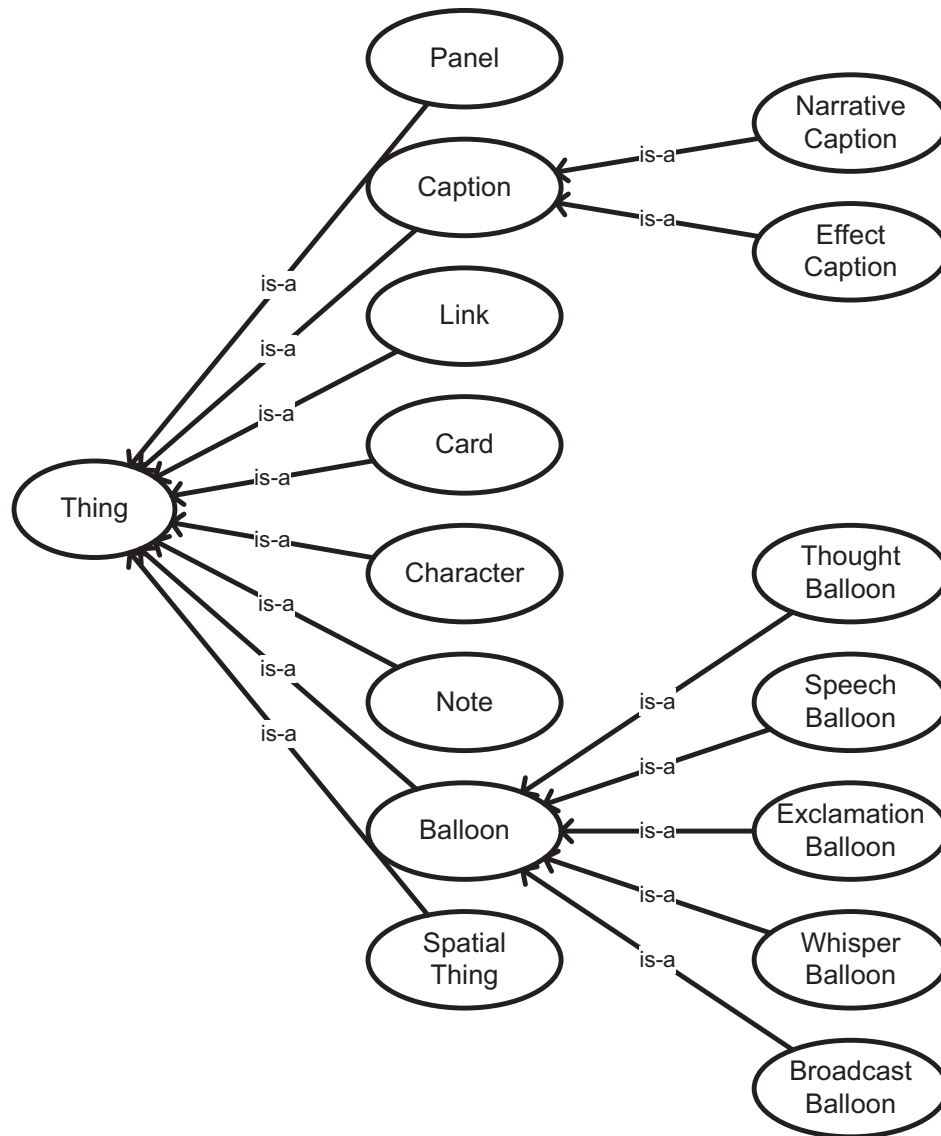 Panel
Narrative
Caption
is-a
Caption
is-a
Effect
Caption
is-a
Link
is-a
is-a
Card
is-a
Thing
is-a
Character
Thought
Balloon
is-a
Note
Speech
Balloon
is-a
is-a
is-a
is-a
Balloon
is-a
Exclamation
Balloon
is-a
Spatial
Thing
Whisper
Balloon
is-a
Broadcast
Balloon